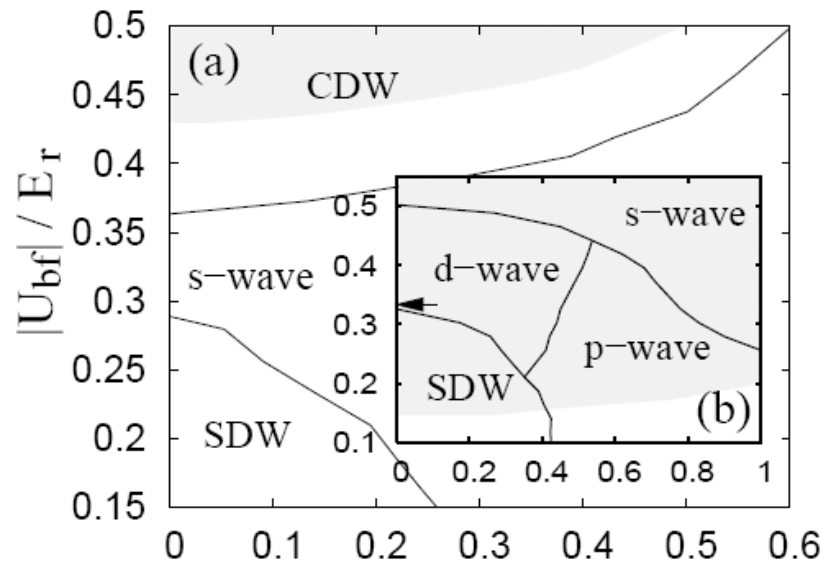 0.5
(a)
CDW
0.45
0.4
|U_bf| / E_r
0.35
s−wave
0.3
0.25
SDW
0.2
0.15
0 0.1 0.2 0.3 0.4 0.5 0.6
s−wave
0.5
d−wave
0.4
0.3
p−wave
SDW
0.2
(b)
0.1
0 0.2 0.4 0.6 0.8 1